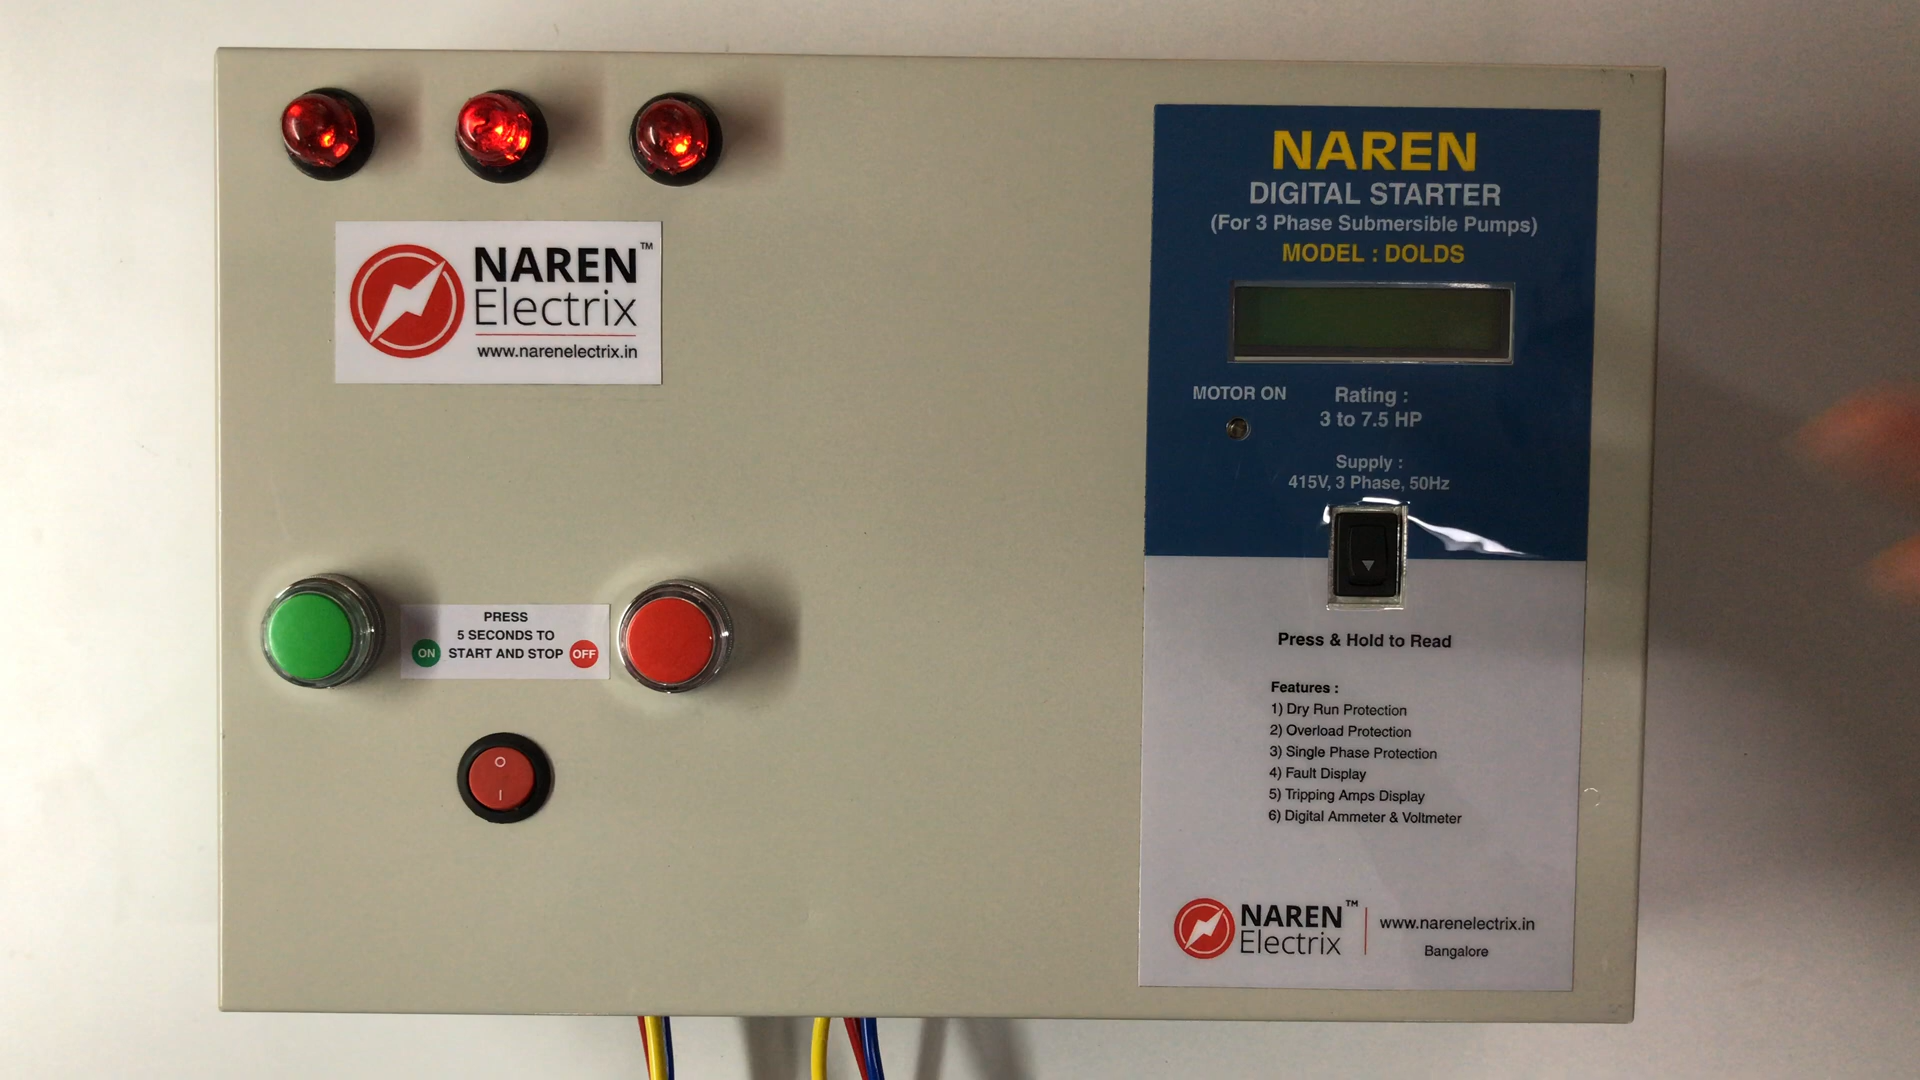 NAREN™
Electrix
www.narenelectrix.in
PRESS
5 SECONDS TO
ON START AND STOP OFF
O
I
NAREN
DIGITAL STARTER
(For 3 Phase Submersible Pumps)
MODEL : DOLDS
MOTOR ON
Rating :
3 to 7.5 HP
Supply :
415V, 3 Phase, 50Hz
Press & Hold to Read
Features :
1) Dry Run Protection
2) Overload Protection
3) Single Phase Protection
4) Fault Display
5) Tripping Amps Display
6) Digital Ammeter & Voltmeter
NAREN™
Electrix
www.narenelectrix.in
Bangalore